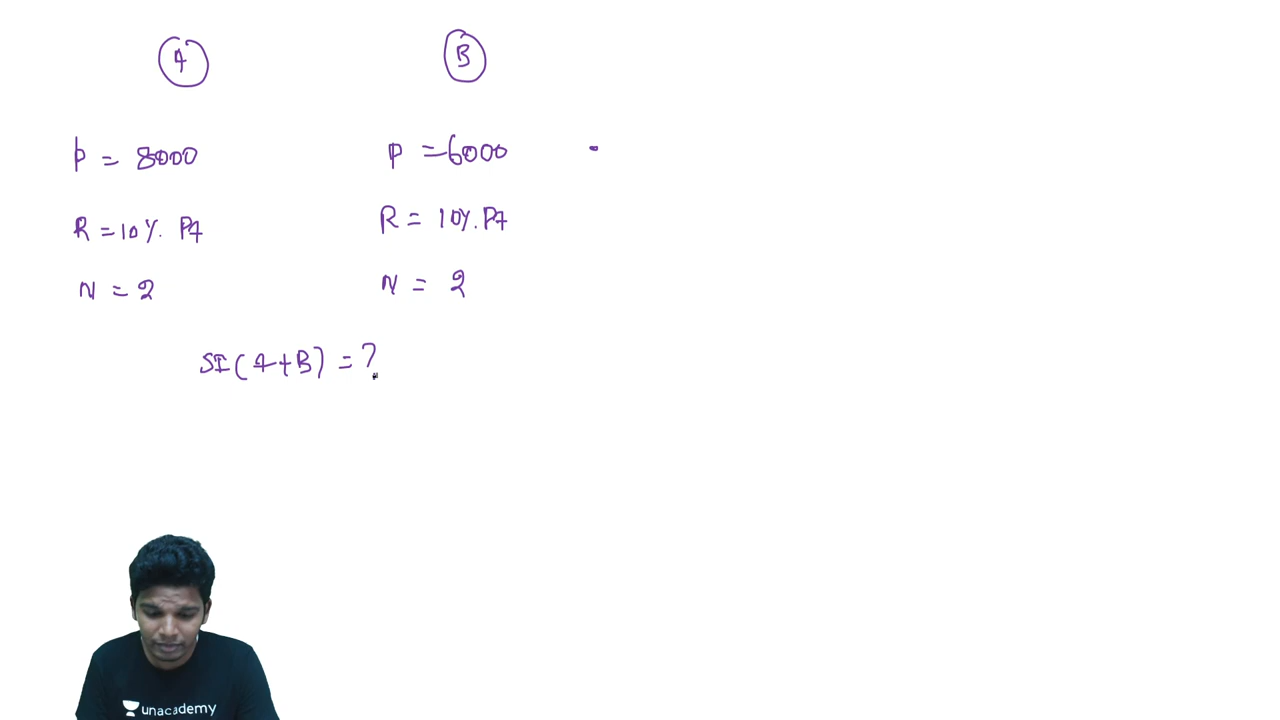 A B
P = 8000 P = 6000
R = 10% PA R = 10% PA
N = 2 N = 2
SI (A+B) = ?
unacademy